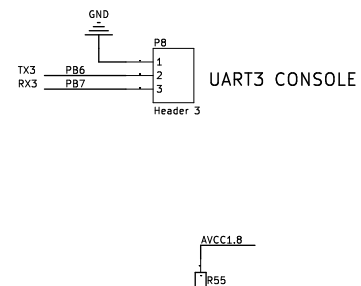 GND
P8
1
TX3 PB6 2
RX3 PB7 3
UART3 CONSOLE
Header 3
AVCC1.8
R55